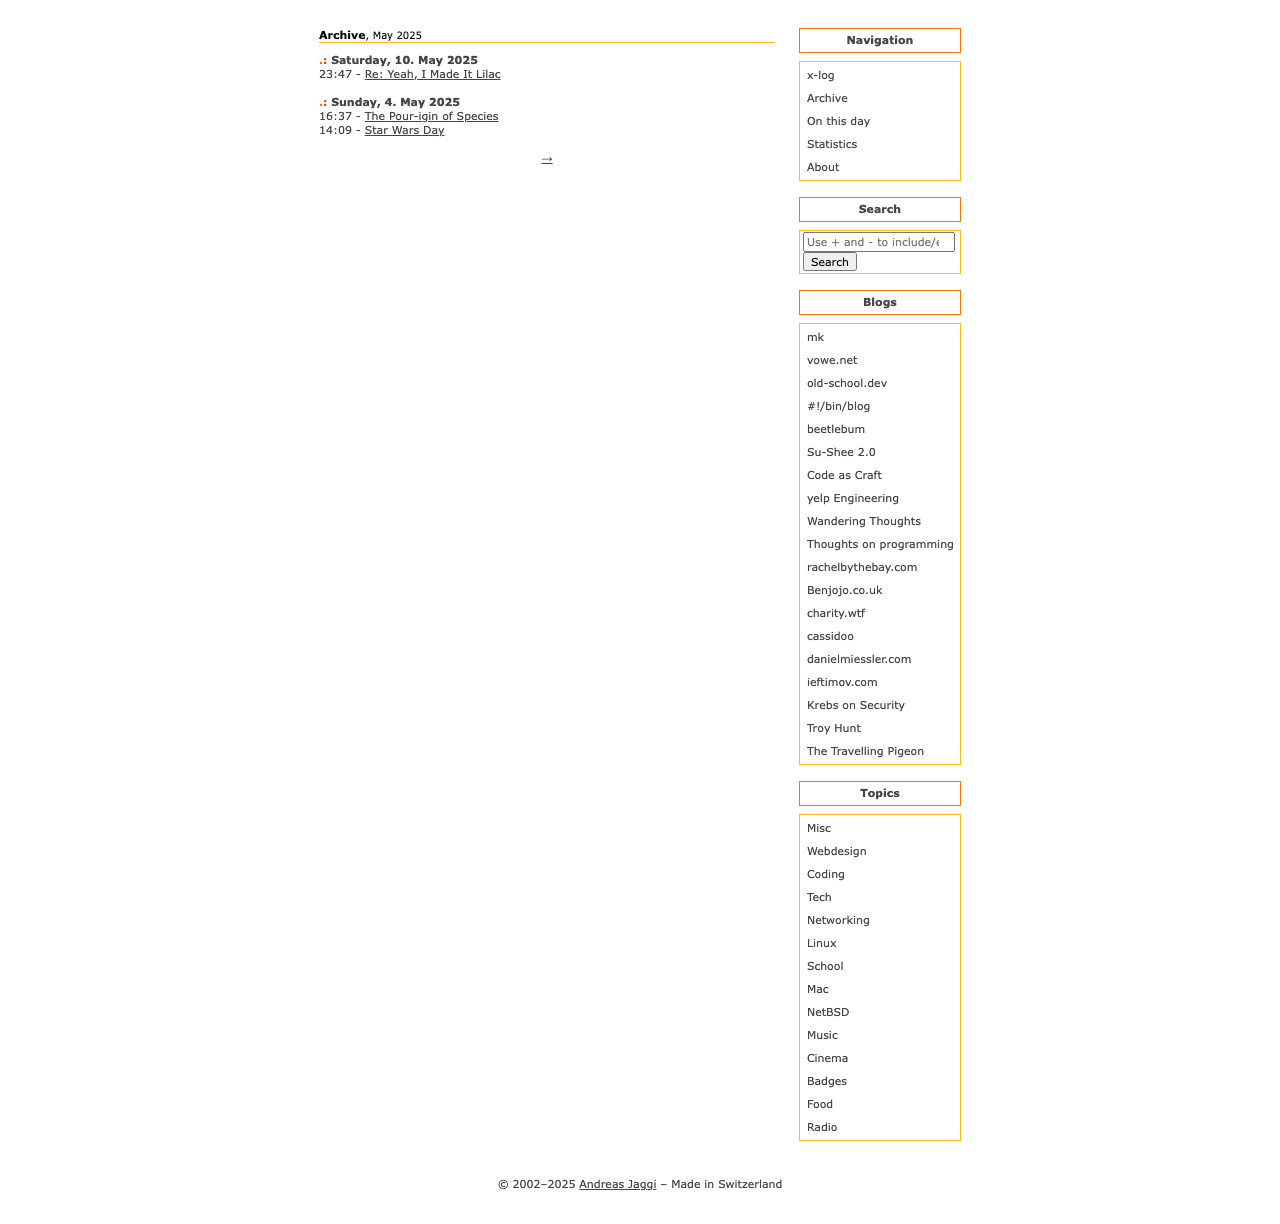 Archive, May 2025
.: Saturday, 10. May 2025
23:47 - Re: Yeah, I Made It Lilac
.: Sunday, 4. May 2025
16:37 - The Pour-igin of Species
14:09 - Star Wars Day
→
Navigation
x-log
Archive
On this day
Statistics
About
Search
Use + and - to include/e
Search
Blogs
mk
vowe.net
old-school.dev
#!/bin/blog
beetlebum
Su-Shee 2.0
Code as Craft
yelp Engineering
Wandering Thoughts
Thoughts on programming
rachelbythebay.com
Benjojo.co.uk
charity.wtf
cassidoo
danielmiessler.com
ieftimov.com
Krebs on Security
Troy Hunt
The Travelling Pigeon
Topics
Misc
Webdesign
Coding
Tech
Networking
Linux
School
Mac
NetBSD
Music
Cinema
Badges
Food
Radio
© 2002–2025 Andreas Jaggi – Made in Switzerland